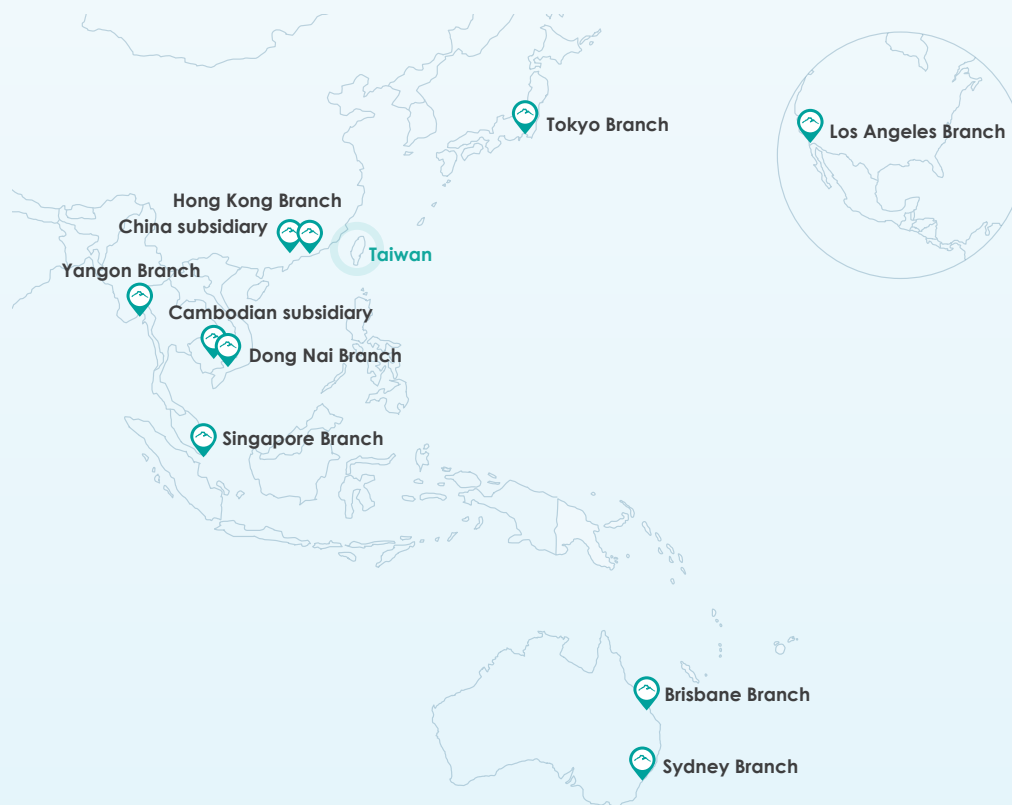 Tokyo Branch
Los Angeles Branch
Hong Kong Branch
China subsidiary
Taiwan
Yangon Branch
Cambodian subsidiary
Dong Nai Branch
Singapore Branch
Brisbane Branch
Sydney Branch